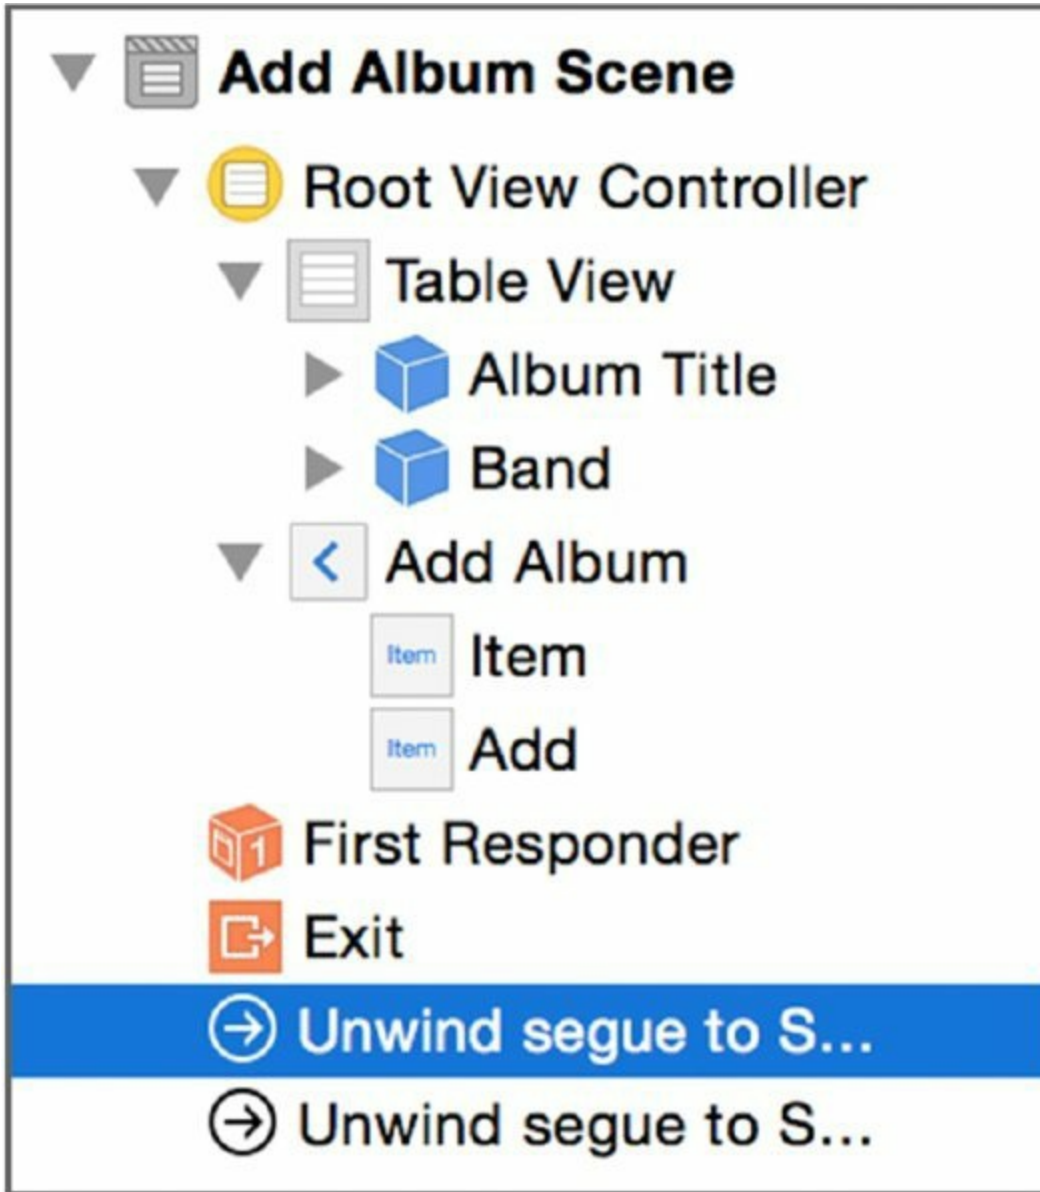 Add Album Scene
Root View Controller
Table View
Album Title
Band
Add Album
Item Item
Item Add
1 First Responder
Exit
Unwind segue to S...
Unwind segue to S...